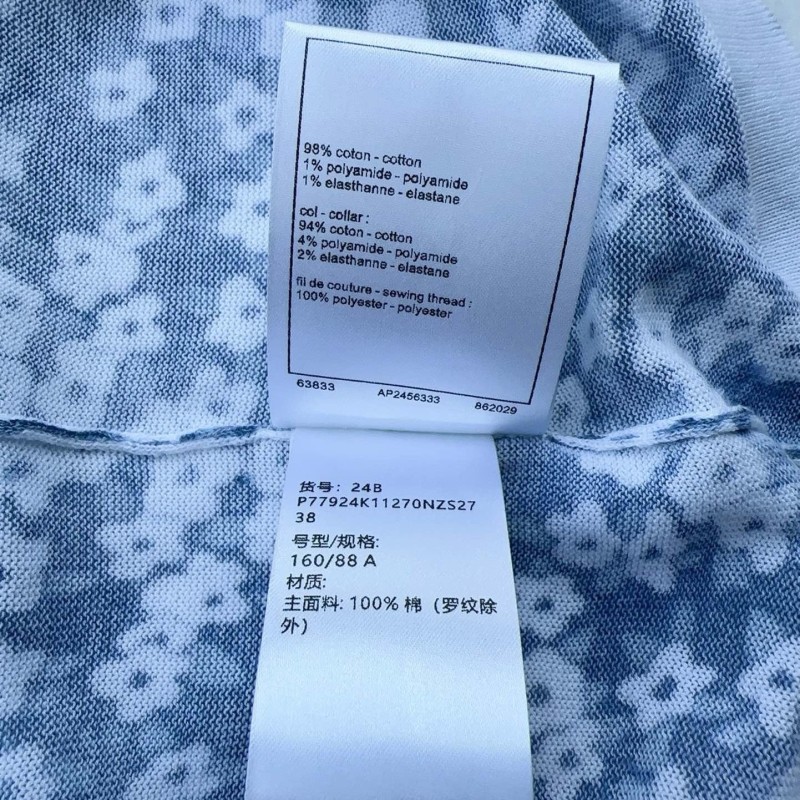 98% coton - cotton
1% polyamide - polyamide
1% elasthanne - elastane
col - collar :
94% coton - cotton
4% polyamide - polyamide
2% elasthanne - elastane
fil de couture - sewing thread :
100% polyester - polyester
63833 AP2456333 862029
货号: 24B
P77924K11270NZS27
38
号型/规格:
160/88 A
材质:
主面料: 100% 棉（罗纹除
外）